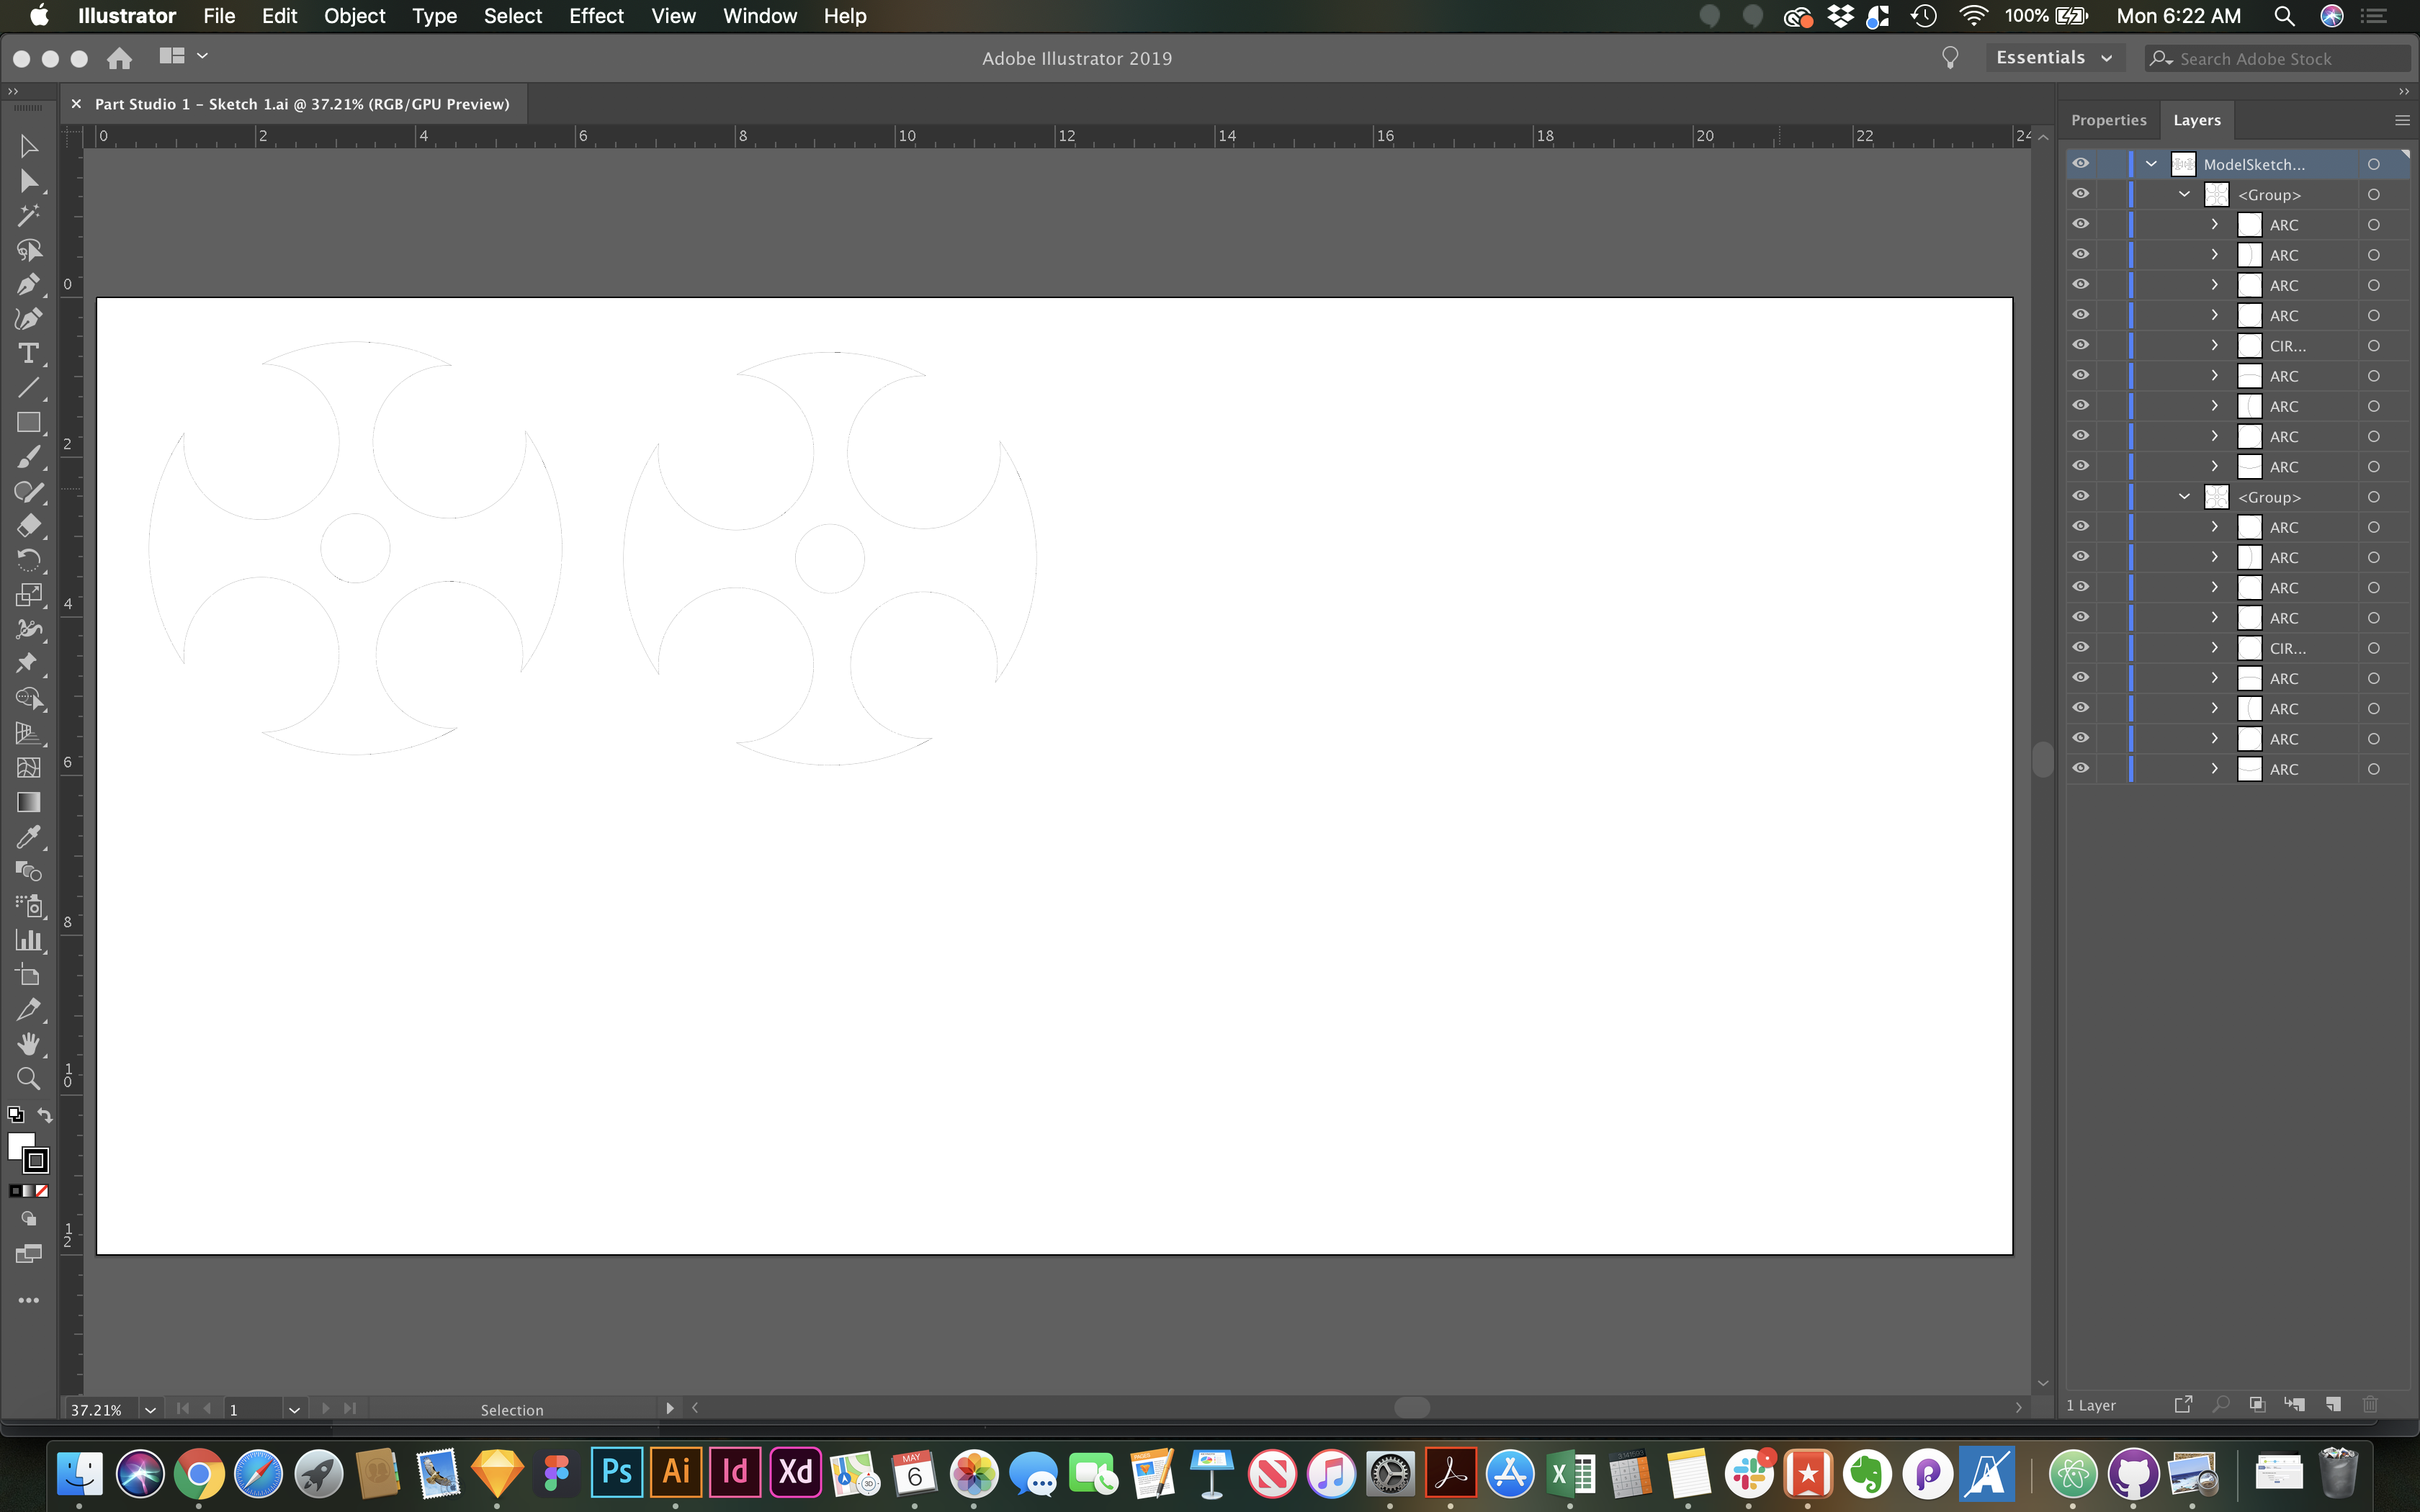 Illustrator File Edit Object Type Select Effect View Window Help 100% Mon 6:22 AM
Adobe Illustrator 2019 Essentials Search Adobe Stock
× Part Studio 1 - Sketch 1.ai @ 37.21% (RGB/GPU Preview)
Properties Layers
0 2 4 6 8 10 12 14 16 18 20 22 24
ModelSketch...
<Group>
ARC
ARC
ARC
ARC
CIR...
ARC
ARC
ARC
ARC
<Group>
ARC
ARC
ARC
ARC
CIR...
ARC
ARC
ARC
ARC
0
2
4
6
8
1
0
1
2
37.21% 1 Selection
1 Layer
Ps Ai Id Xd MAY 6